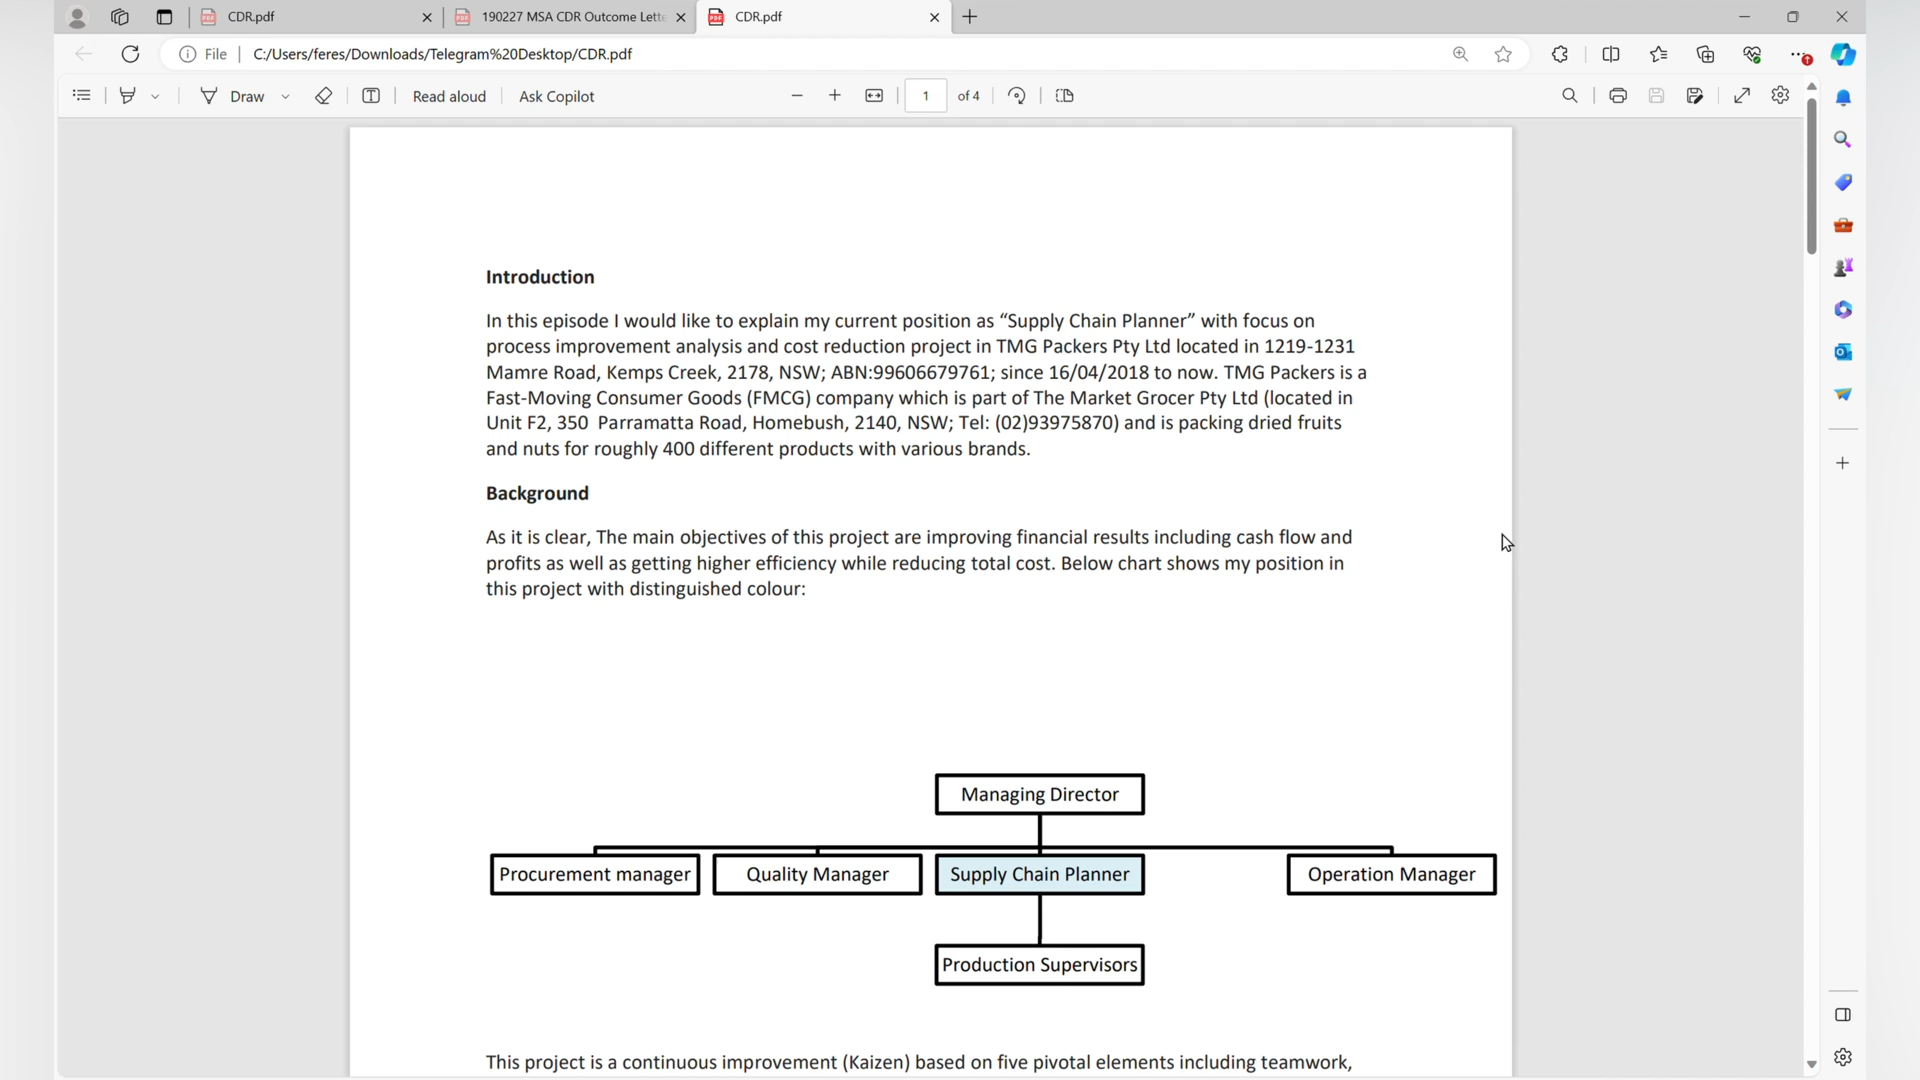 CDR.pdf
190227 MSA CDR Outcome Lette
CDR.pdf
File
C:/Users/feres/Downloads/Telegram%20Desktop/CDR.pdf
Draw
Read aloud
Ask Copilot
1 of 4
Introduction
In this episode I would like to explain my current position as “Supply Chain Planner” with focus on
process improvement analysis and cost reduction project in TMG Packers Pty Ltd located in 1219-1231
Mamre Road, Kemps Creek, 2178, NSW; ABN:99606679761; since 16/04/2018 to now. TMG Packers is a
Fast-Moving Consumer Goods (FMCG) company which is part of The Market Grocer Pty Ltd (located in
Unit F2, 350 Parramatta Road, Homebush, 2140, NSW; Tel: (02)93975870) and is packing dried fruits
and nuts for roughly 400 different products with various brands.
Background
As it is clear, The main objectives of this project are improving financial results including cash flow and
profits as well as getting higher efficiency while reducing total cost. Below chart shows my position in
this project with distinguished colour:
Managing Director
Procurement manager
Quality Manager
Supply Chain Planner
Operation Manager
Production Supervisors
This project is a continuous improvement (Kaizen) based on five pivotal elements including teamwork,